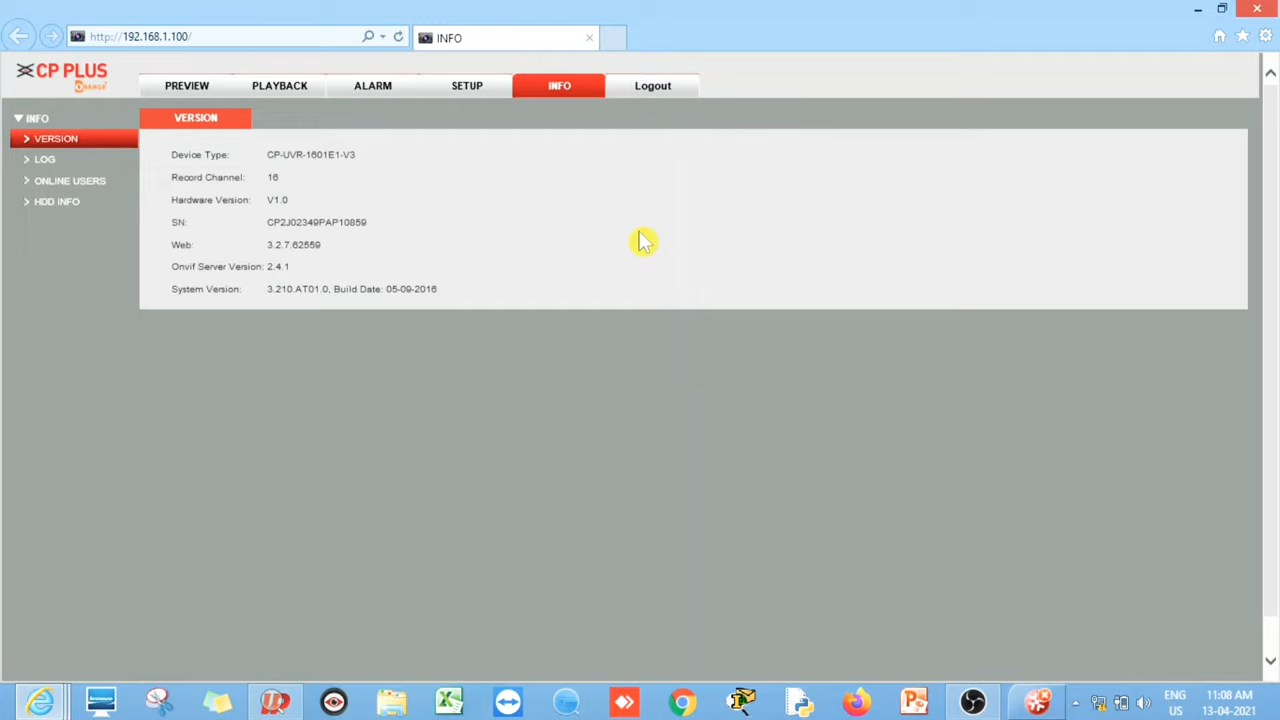 http://192.168.1.100/
INFO
CP PLUS
ORANGE
PREVIEW
PLAYBACK
ALARM
SETUP
INFO
Logout
INFO
VERSION
LOG
ONLINE USERS
HDD INFO
VERSION
Device Type: CP-UVR-1601E1-V3
Record Channel: 16
Hardware Version: V1.0
SN: CP2J02349PAP10859
Web: 3.2.7.62559
Onvif Server Version: 2.4.1
System Version: 3.210.AT01.0, Build Date: 05-09-2016
ENG
US
11:08 AM
13-04-2021